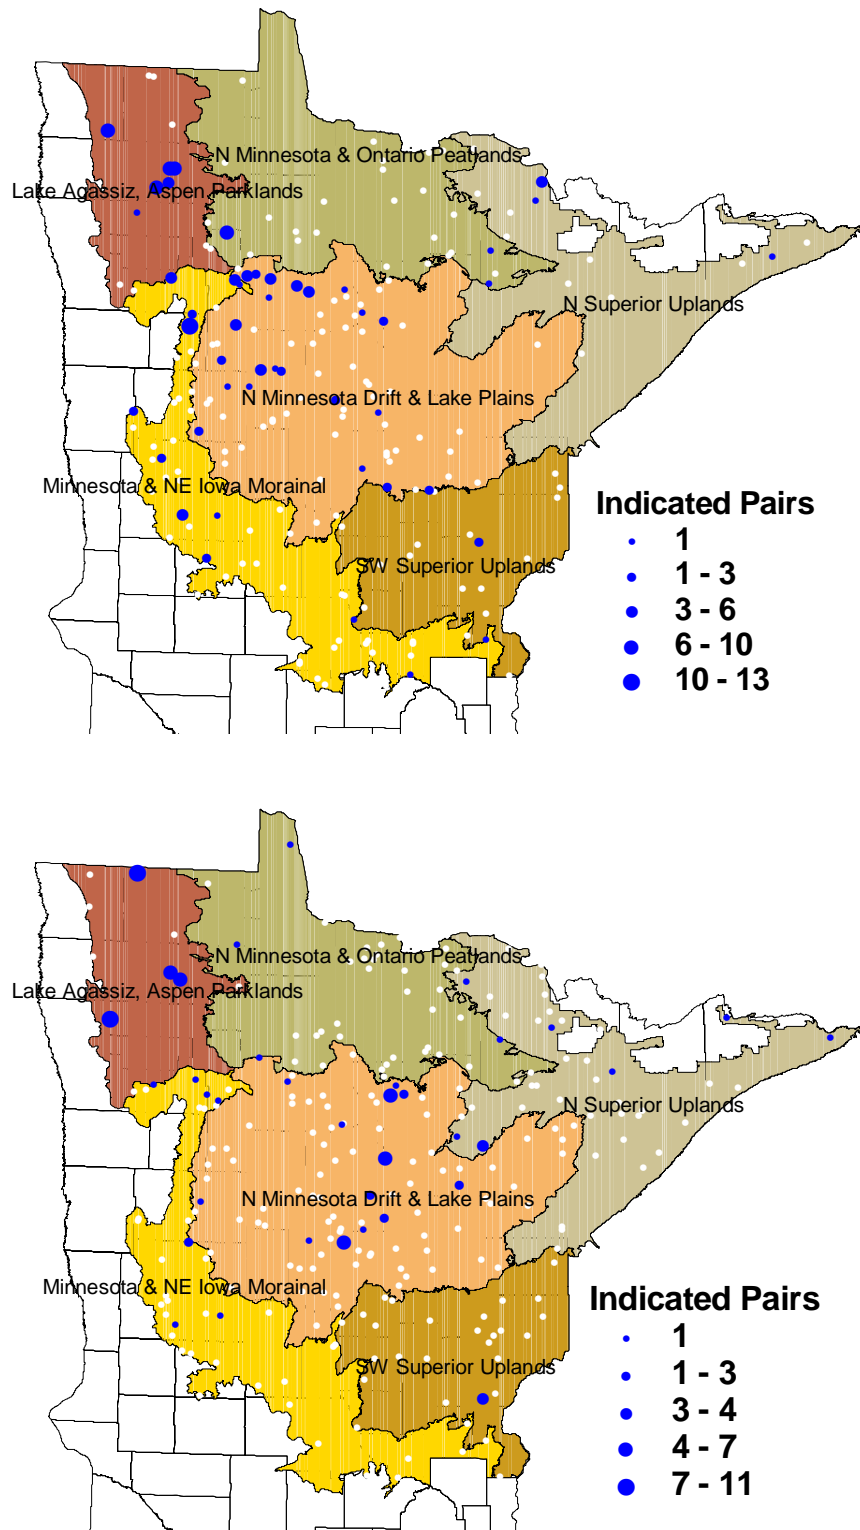 N Minnesota & Ontario Peatlands
Lake Agassiz, Aspen Parklands
N Superior Uplands
N Minnesota Drift & Lake Plains
Minnesota & NE Iowa Morainal
SW Superior Uplands
Indicated Pairs
1
1 - 3
3 - 6
6 - 10
10 - 13
N Minnesota & Ontario Peatlands
Lake Agassiz, Aspen Parklands
N Superior Uplands
N Minnesota Drift & Lake Plains
Minnesota & NE Iowa Morainal
SW Superior Uplands
Indicated Pairs
1
1 - 3
3 - 4
4 - 7
7 - 11